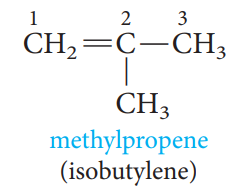 1 2 3
CH₂=C—CH₃
CH₃
methylpropene
(isobutylene)